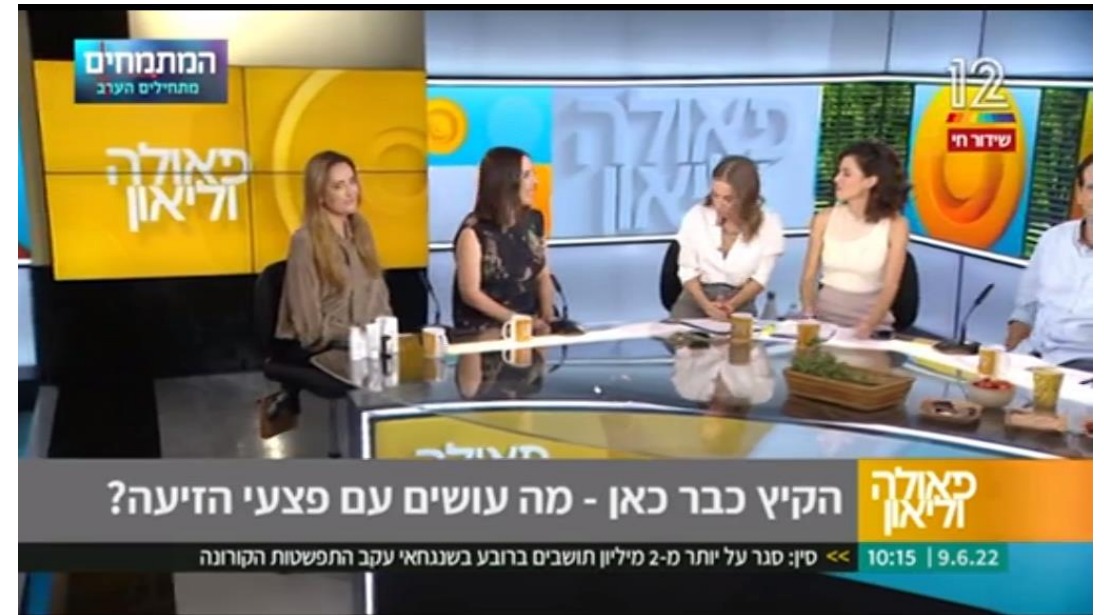 המתמחים
מתחילים הערב
12
שידור חי
פאולה
וליאון
פאולה
פאולה
הקיץ כבר כאן - מה עושים עם פצעי הזיעה?
פאולה
וליאון
10:15 | 9.6.22
>> סין: סגר על יותר מ-2 מיליון תושבים ברובע בשנגחאי עקב התפשטות הקורונה